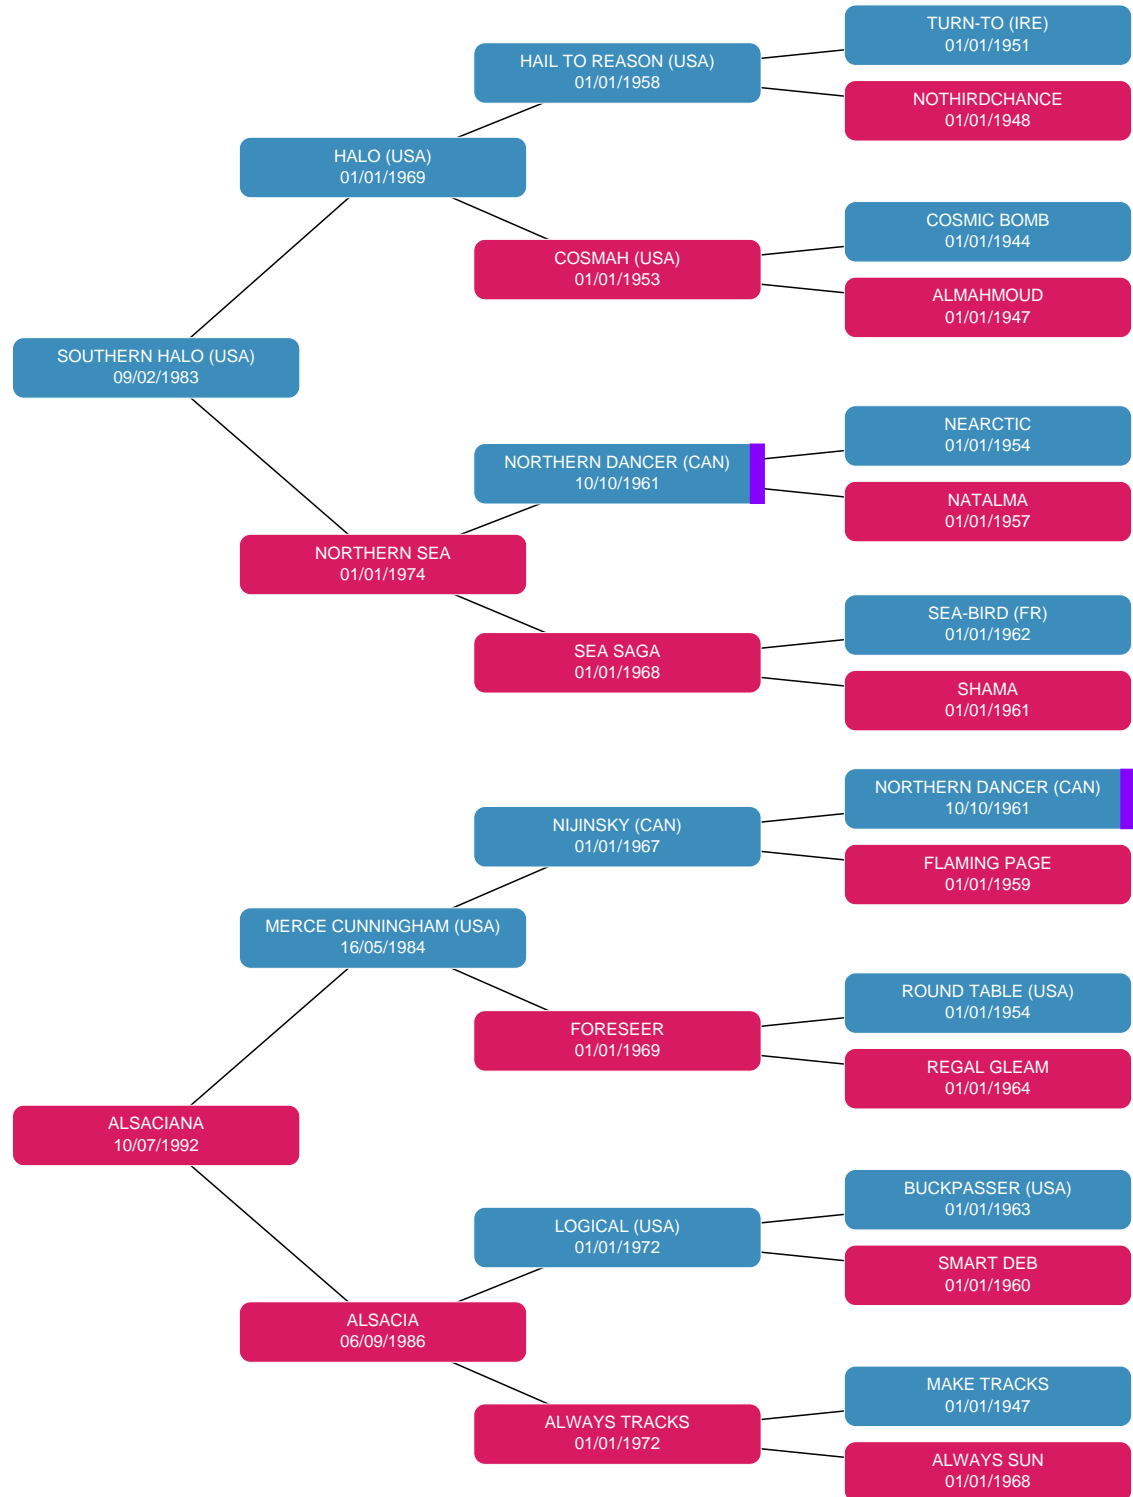 TURN-TO (IRE)
01/01/1951
HAIL TO REASON (USA)
01/01/1958
NOTHIRDCHANCE
01/01/1948
HALO (USA)
01/01/1969
COSMIC BOMB
01/01/1944
COSMAH (USA)
01/01/1953
ALMAHMOUD
01/01/1947
SOUTHERN HALO (USA)
09/02/1983
NEARCTIC
01/01/1954
NORTHERN DANCER (CAN)
10/10/1961
NATALMA
01/01/1957
NORTHERN SEA
01/01/1974
SEA-BIRD (FR)
01/01/1962
SEA SAGA
01/01/1968
SHAMA
01/01/1961
NORTHERN DANCER (CAN)
10/10/1961
NIJINSKY (CAN)
01/01/1967
FLAMING PAGE
01/01/1959
MERCE CUNNINGHAM (USA)
16/05/1984
ROUND TABLE (USA)
01/01/1954
FORESEER
01/01/1969
REGAL GLEAM
01/01/1964
ALSACIANA
10/07/1992
BUCKPASSER (USA)
01/01/1963
LOGICAL (USA)
01/01/1972
SMART DEB
01/01/1960
ALSACIA
06/09/1986
MAKE TRACKS
01/01/1947
ALWAYS TRACKS
01/01/1972
ALWAYS SUN
01/01/1968